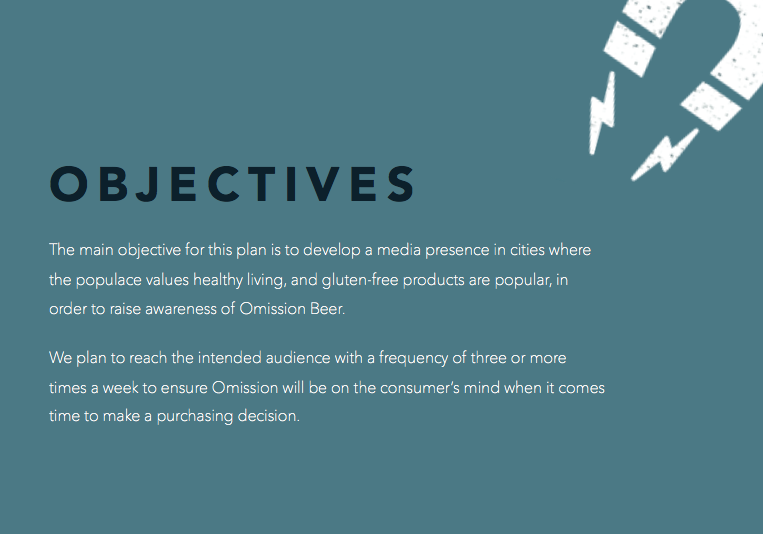 OBJECTIVES
The main objective for this plan is to develop a media presence in cities where
the populace values healthy living, and gluten-free products are popular, in
order to raise awareness of Omission Beer.
We plan to reach the intended audience with a frequency of three or more
times a week to ensure Omission will be on the consumer’s mind when it comes
time to make a purchasing decision.